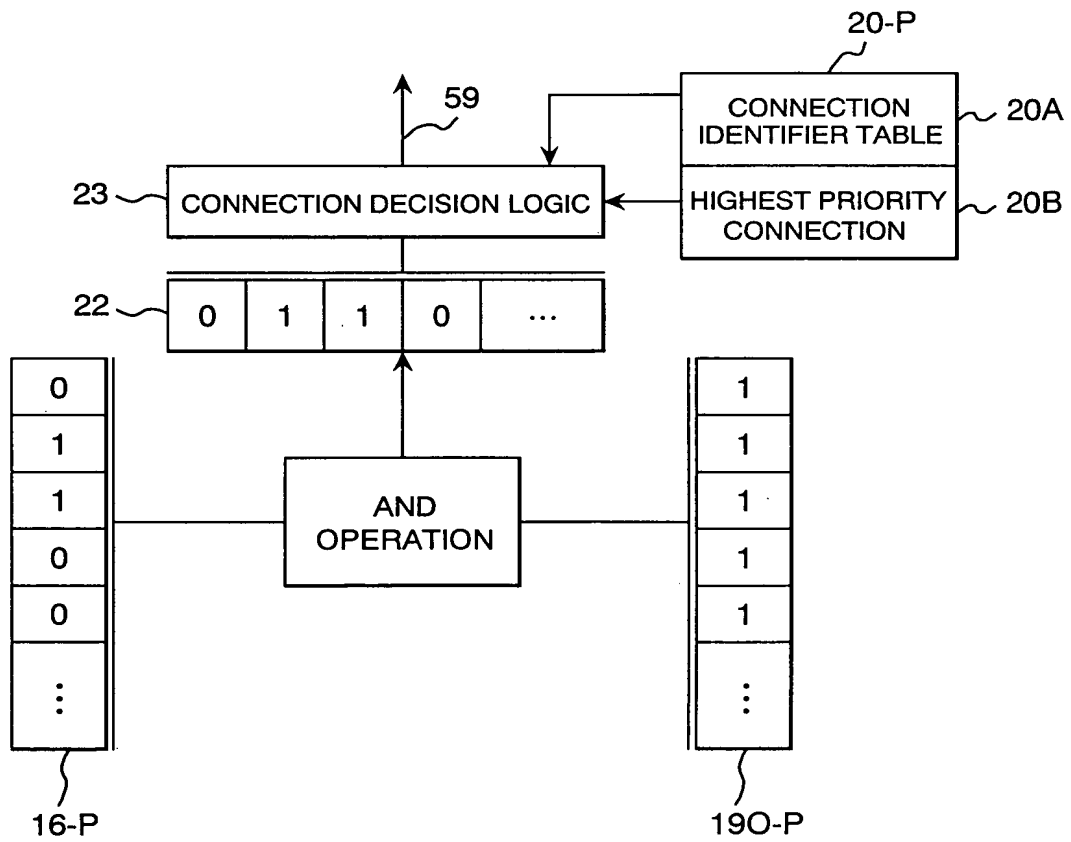 20-P
CONNECTION
IDENTIFIER TABLE
20A
59
23
CONNECTION DECISION LOGIC
HIGHEST PRIORITY
CONNECTION
20B
22
0 1 1 0 ...
0
1
1
0
0
⋮
AND
OPERATION
1
1
1
1
1
⋮
16-P
19O-P